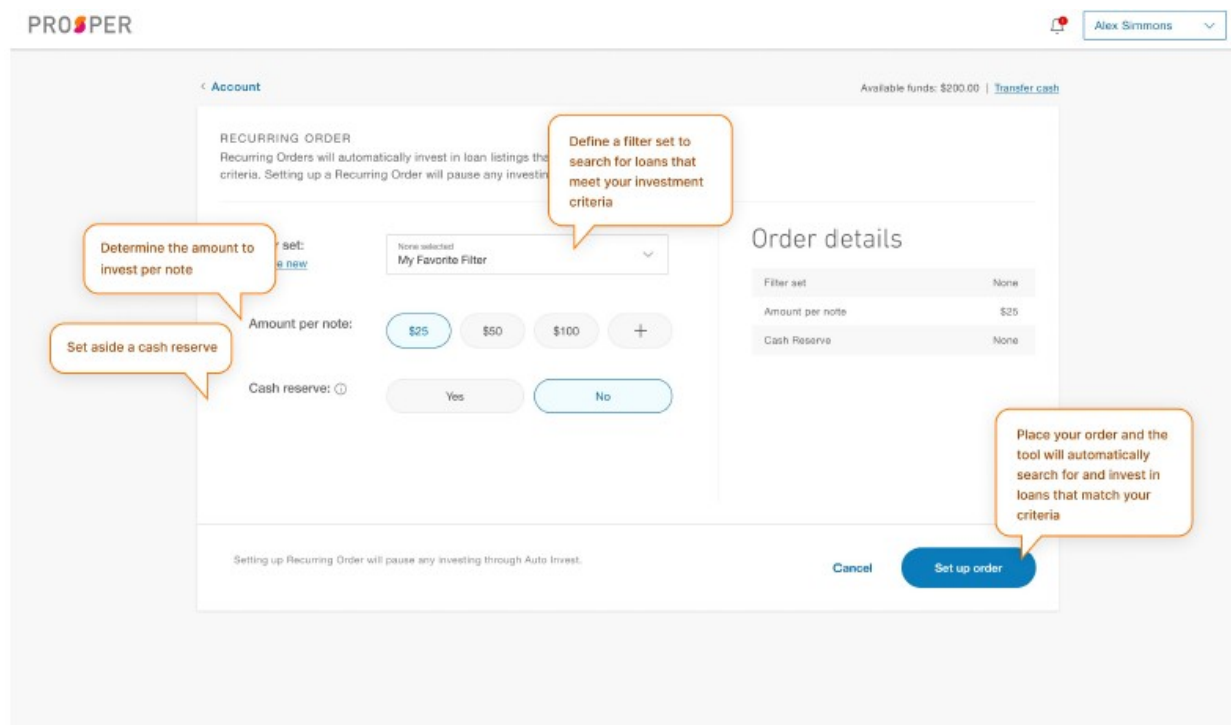 PROSPER
Alex Simmons
< Account
Available funds: $200.00 | Transfer cash
RECURRING ORDER
Recurring Orders will automatically invest in loan listings
criteria. Setting up a Recurring Order will pause any
Define a filter set to
search for loans that
meet your investment
criteria
Determine the amount to
invest per note
set:
new
None selected
My Favorite Filter
Order details
Filter set None
Amount per note $25
Cash Reserve None
Amount per note:
$25 $50 $100 +
Set aside a cash reserve
Cash reserve:
Yes No
Place your order and the
tool will automatically
search for and invest in
loans that match your
criteria
Setting up Recurring Order will pause any investing through Auto Invest.
Cancel
Set up order